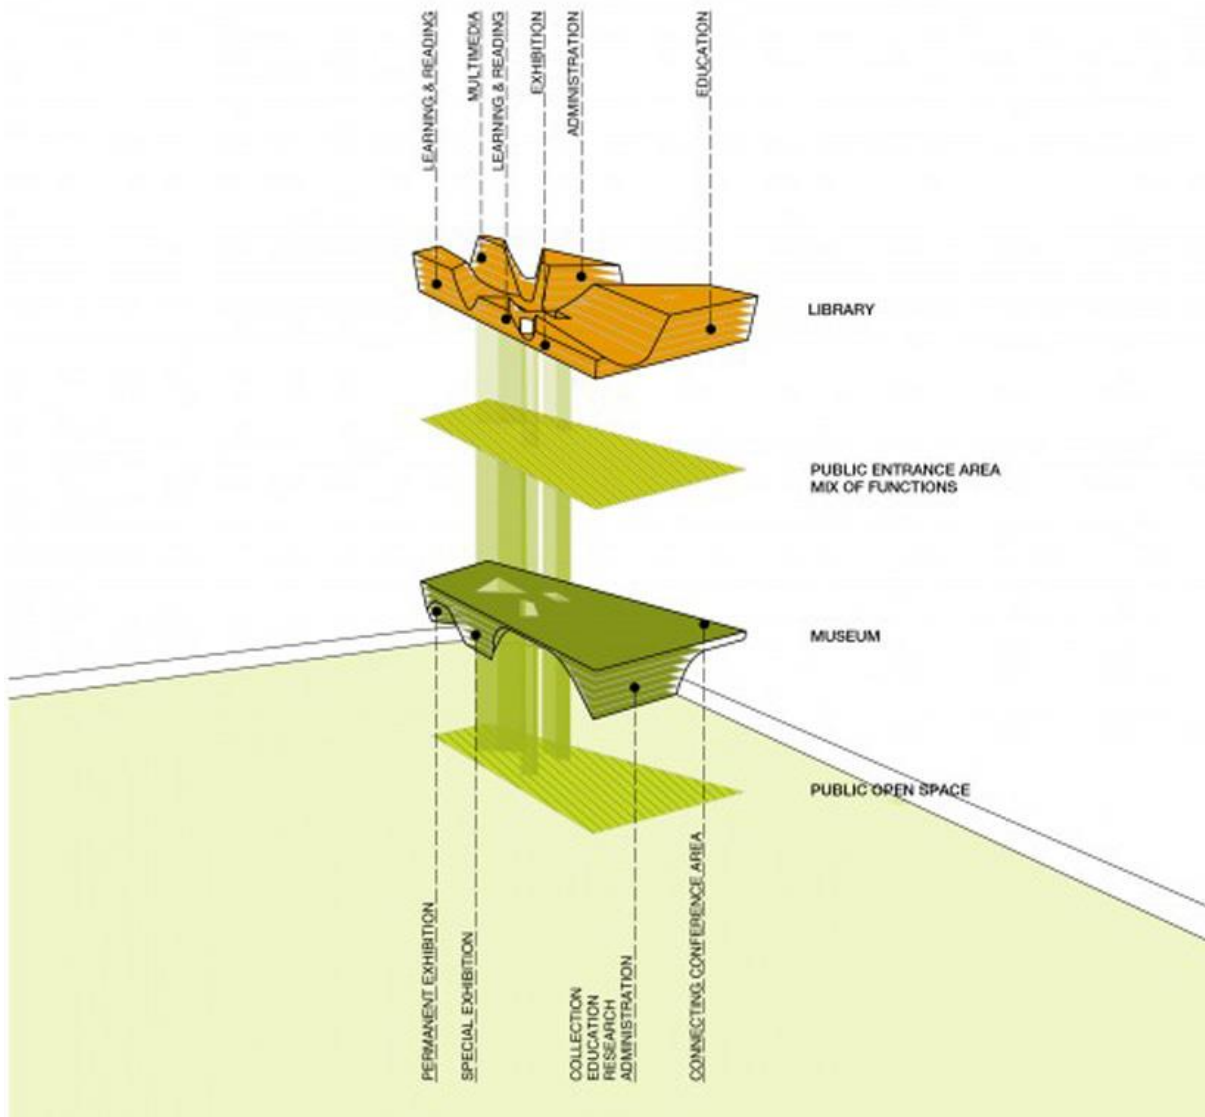 LEARNING & READING
MULTIMEDIA
LEARNING & READING
EXHIBITION
ADMINISTRATION
EDUCATION
LIBRARY
PUBLIC ENTRANCE AREA
MIX OF FUNCTIONS
MUSEUM
PUBLIC OPEN SPACE
PERMANENT EXHIBITION
SPECIAL EXHIBITION
COLLECTION
EDUCATION
RESEARCH
ADMINISTRATION
CONNECTING CONFERENCE AREA